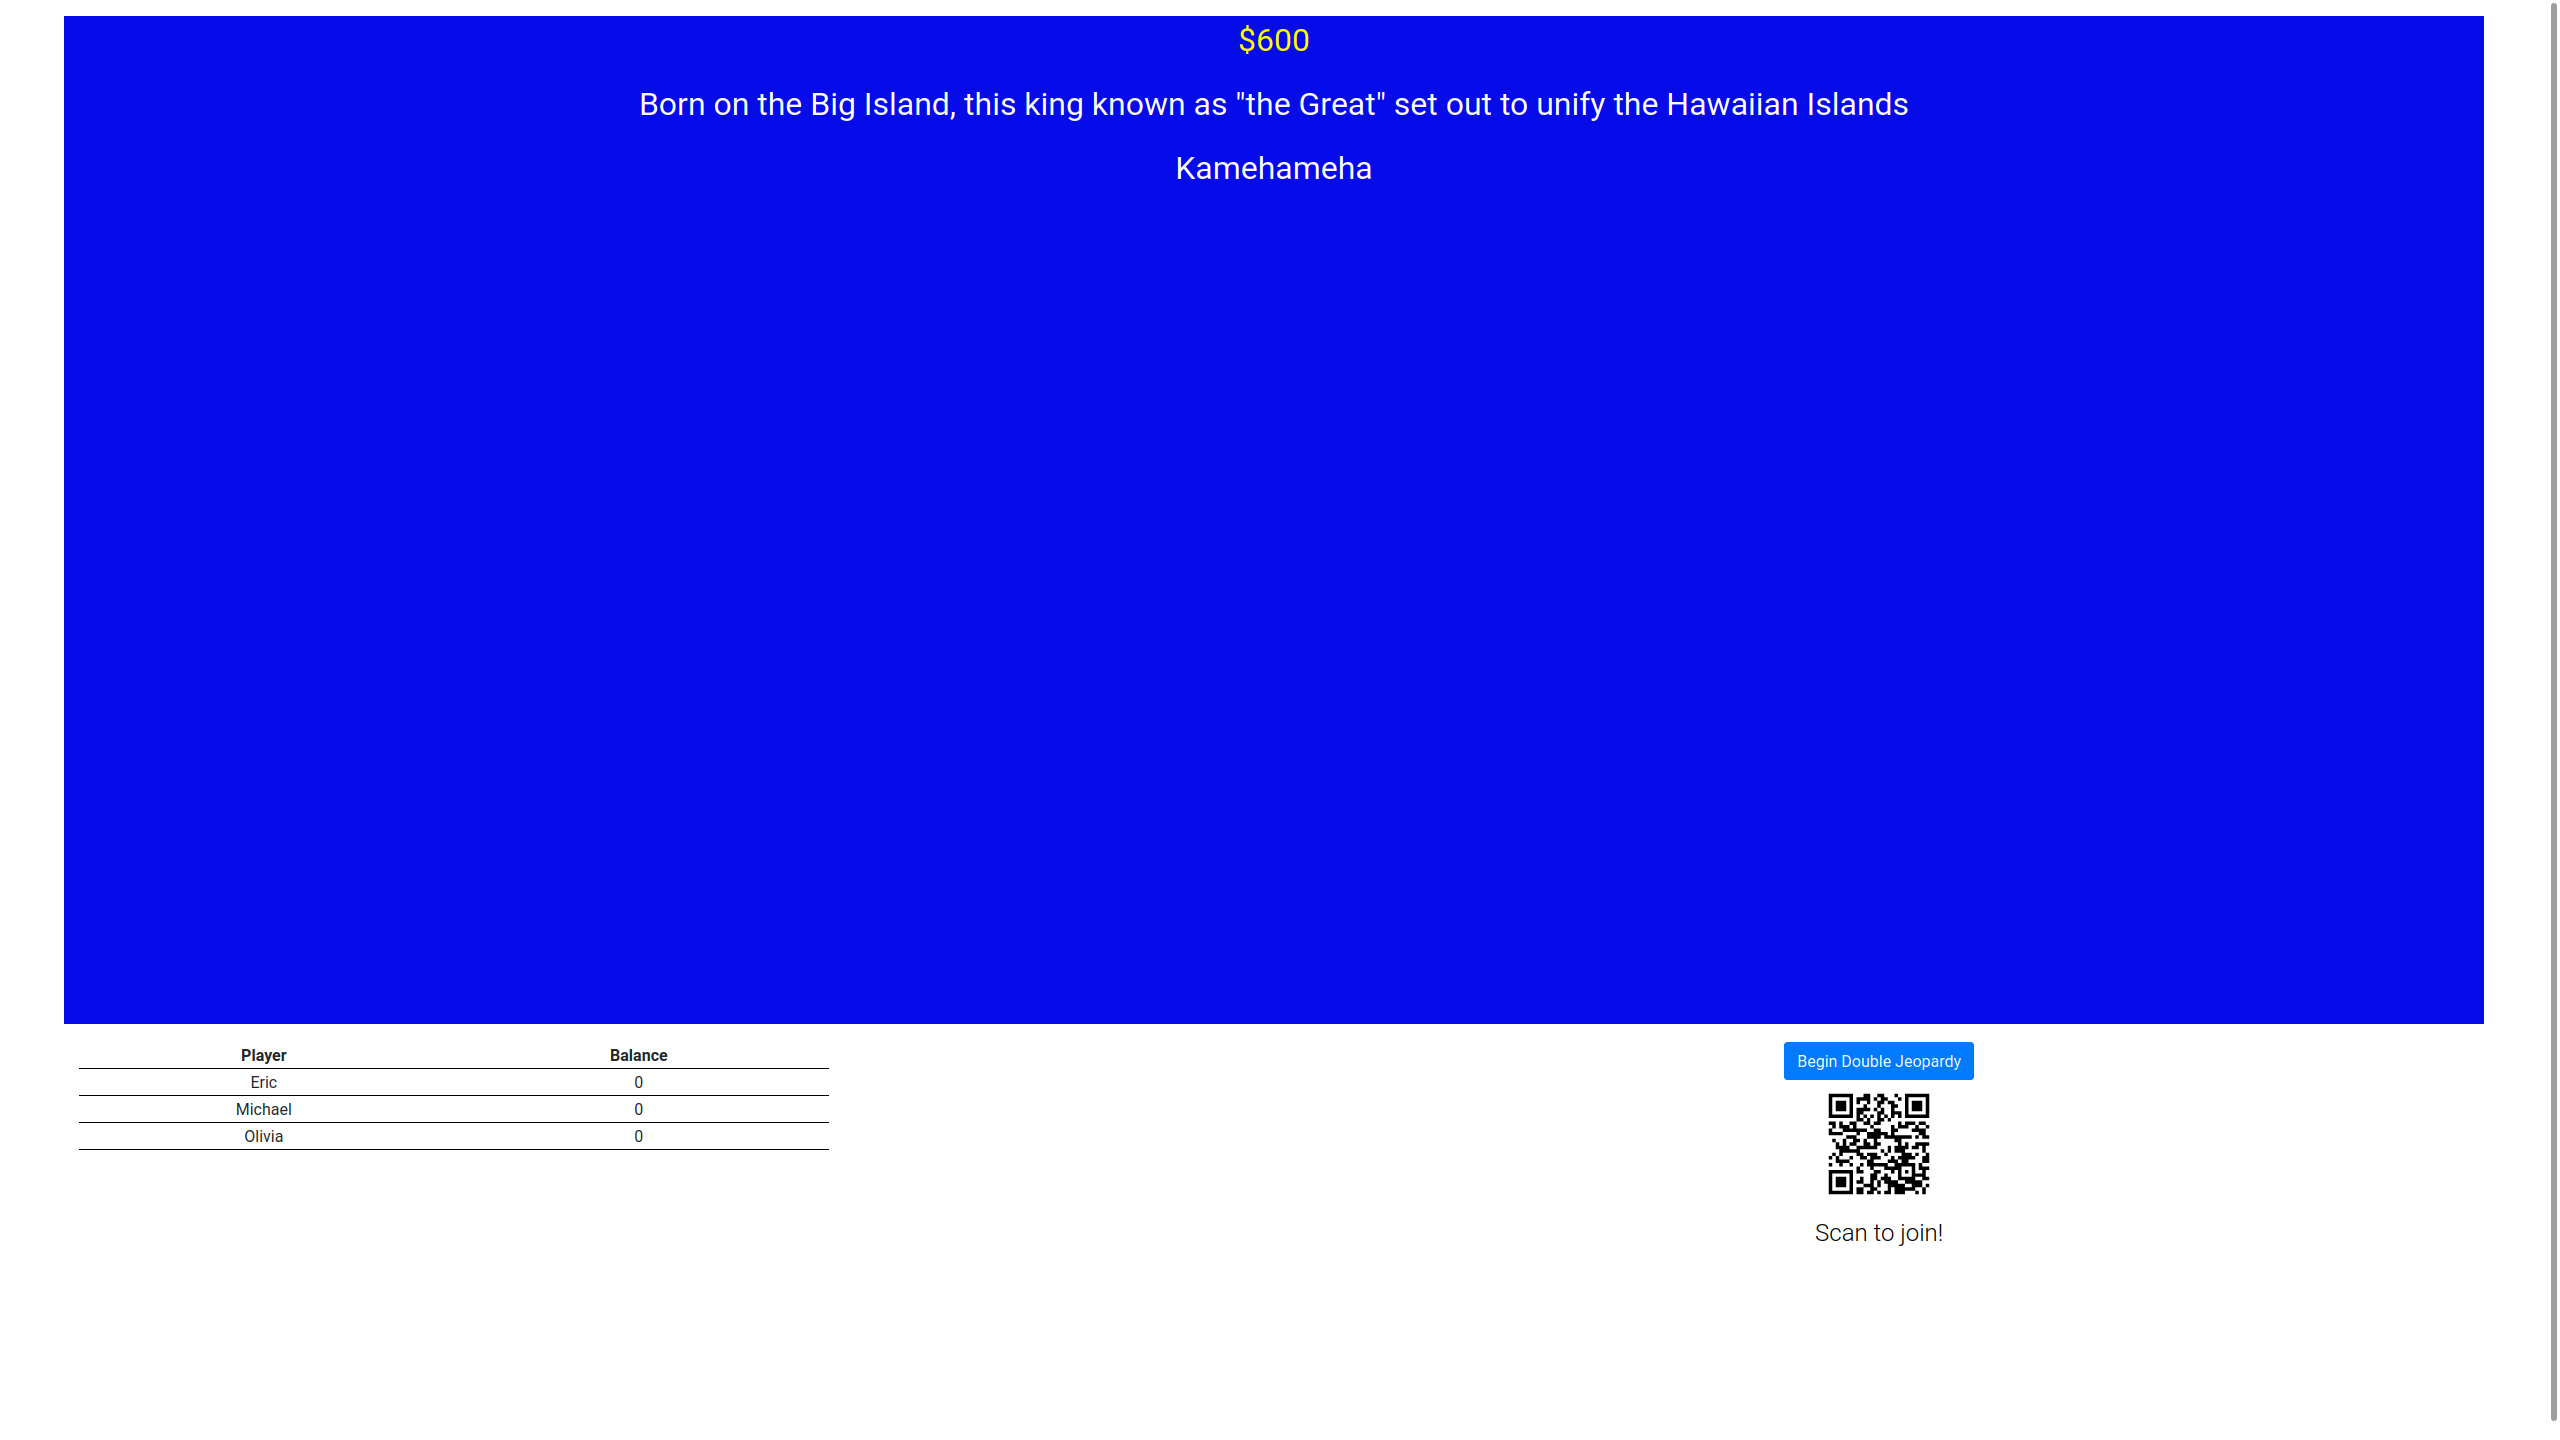 $600
Born on the Big Island, this king known as "the Great" set out to unify the Hawaiian Islands
Kamehameha
Player Balance
Eric 0
Michael 0
Olivia 0
Begin Double Jeopardy
Scan to join!